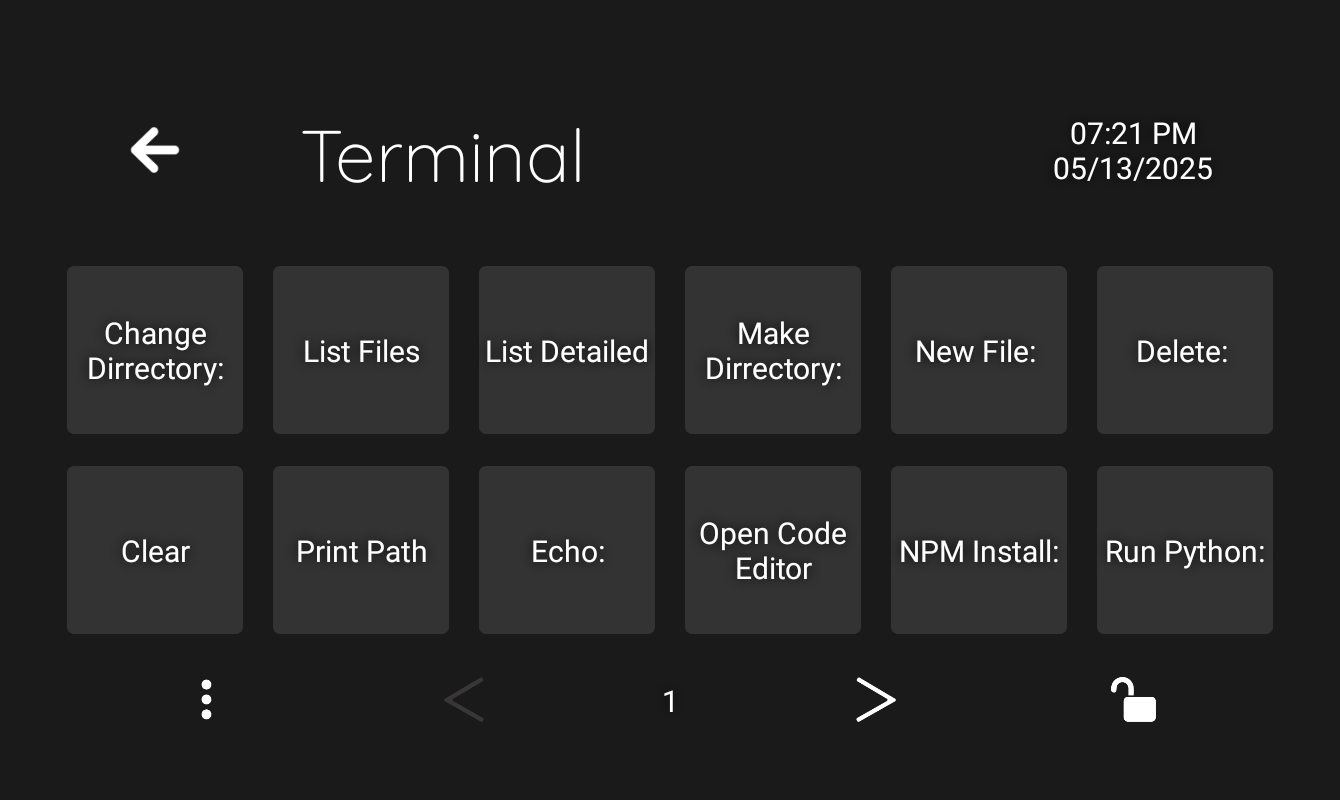 Terminal
07:21 PM
05/13/2025
Change
Dirrectory:
List Files
List Detailed
Make
Dirrectory:
New File:
Delete:
Clear
Print Path
Echo:
Open Code
Editor
NPM Install:
Run Python:
1